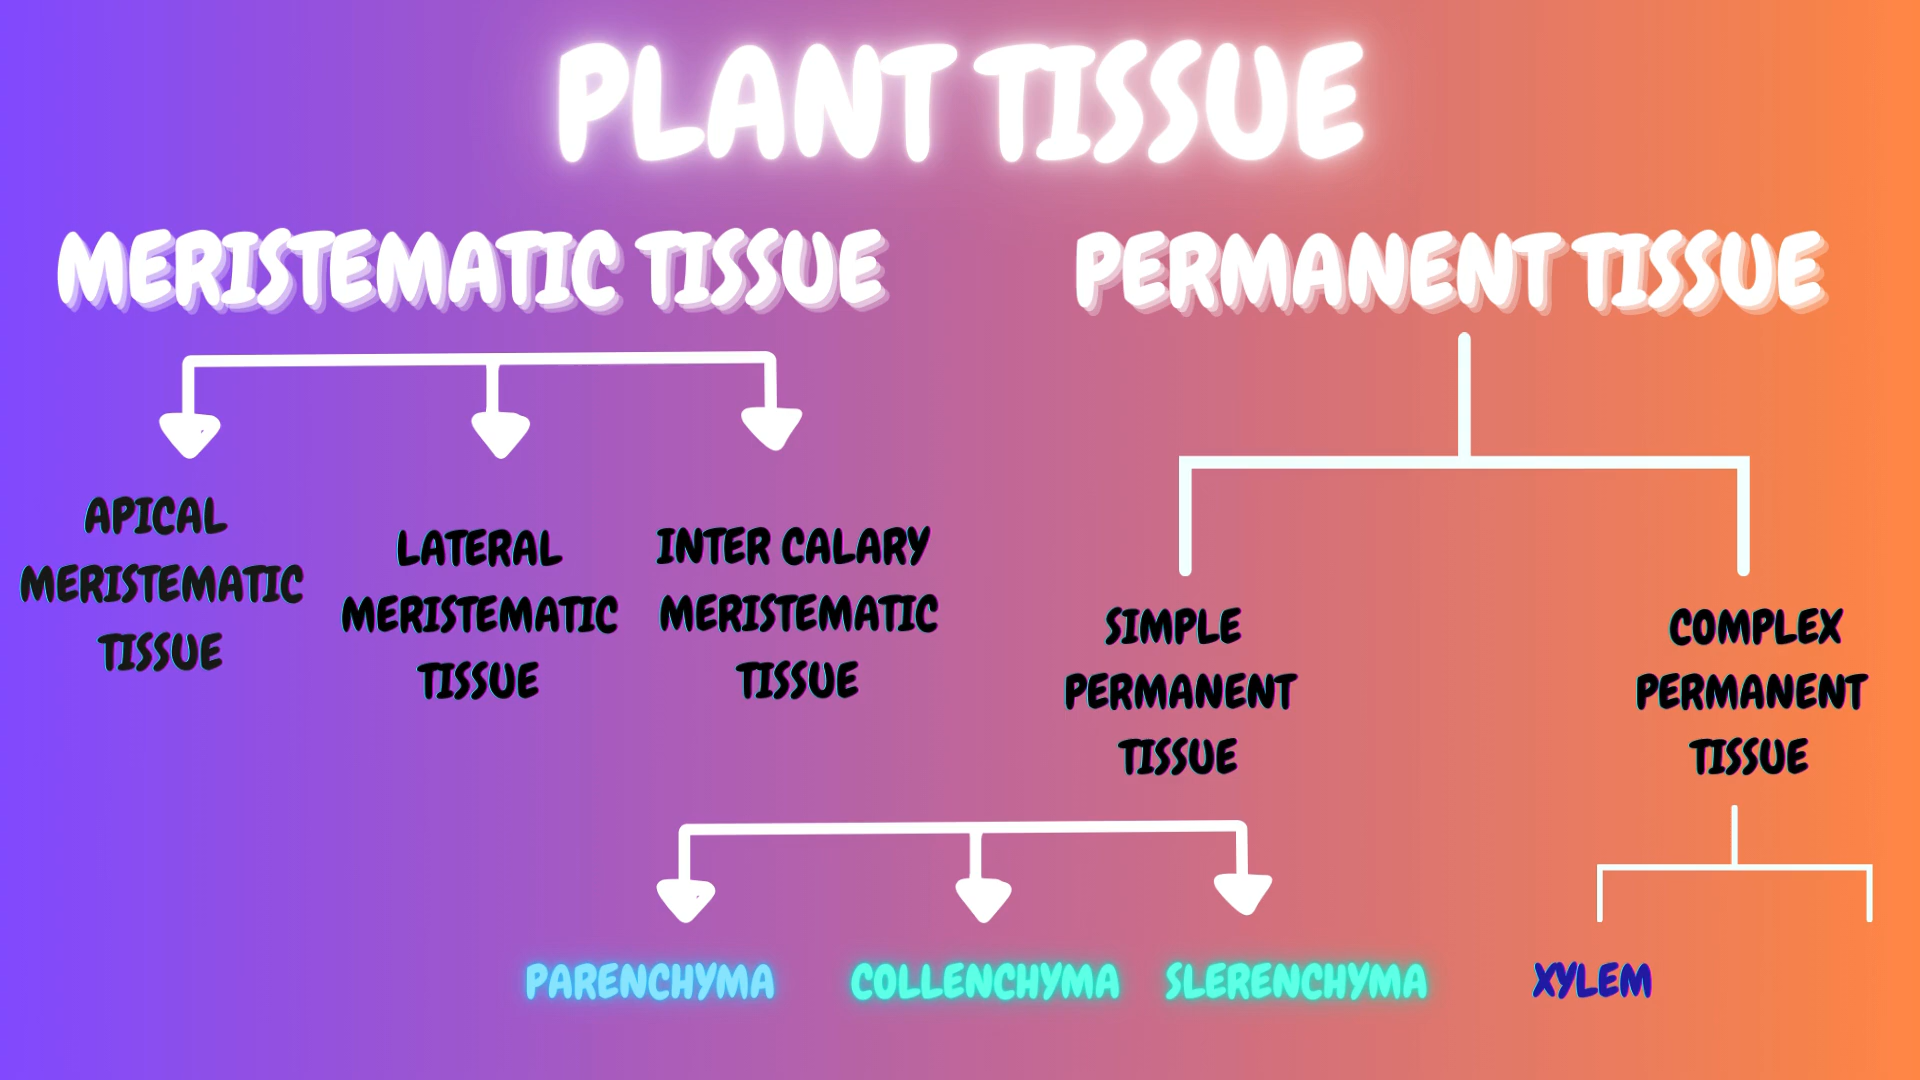 PLANT TISSUE
MERISTEMATIC TISSUE
PERMANENT TISSUE
APICAL
MERISTEMATIC
TISSUE
LATERAL
MERISTEMATIC
TISSUE
INTER CALARY
MERISTEMATIC
TISSUE
SIMPLE
PERMANENT
TISSUE
COMPLEX
PERMANENT
TISSUE
PARENCHYMA
COLLENCHYMA
SLERENCHYMA
XYLEM